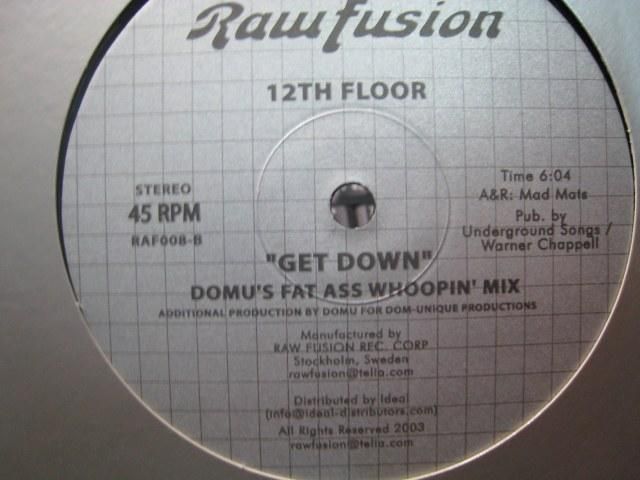 Raw Fusion
12TH FLOOR
STEREO
45 RPM
RAF008-B
Time 6:04
A&R: Mad Mats
Pub. by
Underground Songs /
Warner Chappell
"GET DOWN"
DOMU'S FAT ASS WHOOPIN' MIX
ADDITIONAL PRODUCTION BY DOMU FOR DOM-UNIQUE PRODUCTIONS
Manufactured by
RAW FUSION REC. CORP
Stockholm, Sweden
rawfusion@telia.com
Distributed by Ideal
(info@ideal-distributors.com)
All Rights Reserved 2003
rawfusion@telia.com